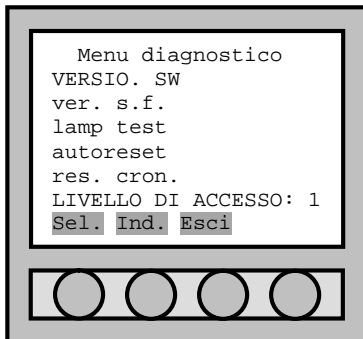 Menu diagnostico
VERSIO. SW
ver. s.f.
lamp test
autoreset
res. cron.
LIVELLO DI ACCESSO: 1
Sel. Ind. Esci